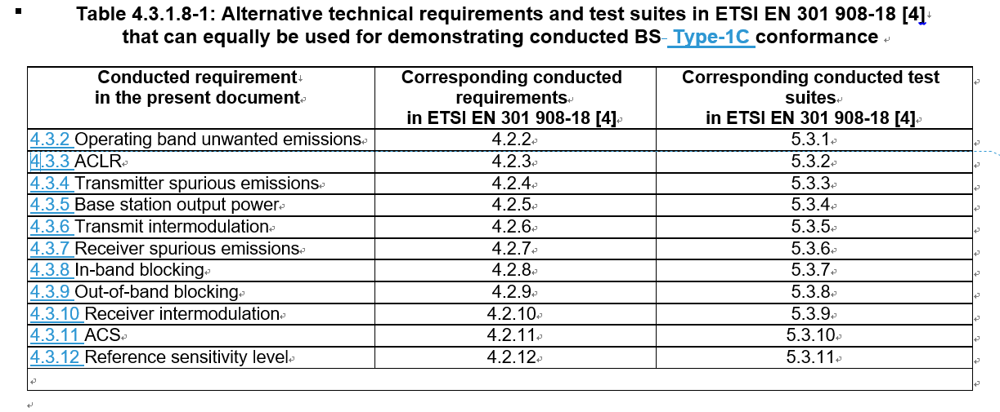 Table 4.3.1.8-1: Alternative technical requirements and test suites in ETSI EN 301 908-18 [4]
that can equally be used for demonstrating conducted BS Type-1C conformance
Conducted requirement
in the present document
Corresponding conducted
requirements
in ETSI EN 301 908-18 [4]
Corresponding conducted test
suites
in ETSI EN 301 908-18 [4]
4.3.2 Operating band unwanted emissions 4.2.2 5.3.1
4.3.3 ACLR 4.2.3 5.3.2
4.3.4 Transmitter spurious emissions 4.2.4 5.3.3
4.3.5 Base station output power 4.2.5 5.3.4
4.3.6 Transmit intermodulation 4.2.6 5.3.5
4.3.7 Receiver spurious emissions 4.2.7 5.3.6
4.3.8 In-band blocking 4.2.8 5.3.7
4.3.9 Out-of-band blocking 4.2.9 5.3.8
4.3.10 Receiver intermodulation 4.2.10 5.3.9
4.3.11 ACS 4.2.11 5.3.10
4.3.12 Reference sensitivity level 4.2.12 5.3.11